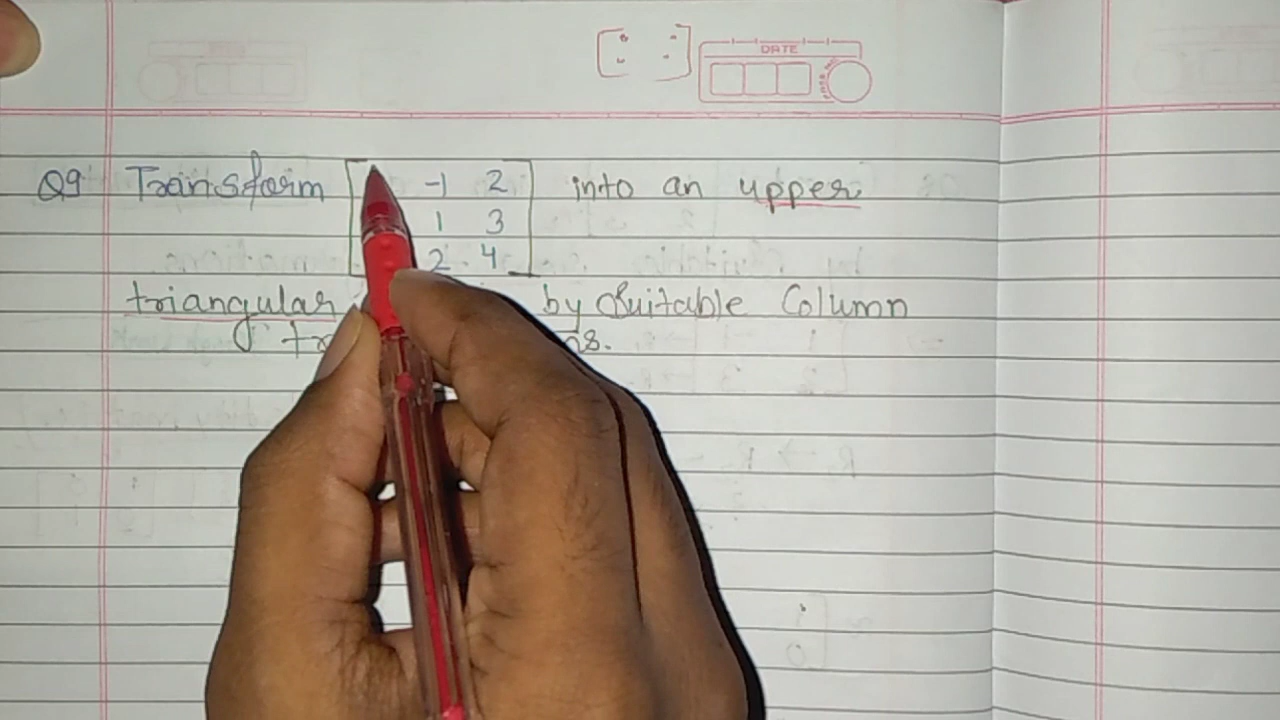 DATE
Q9 Transform -1 2 into an upper
1 3
2 4
triangular by Suitable Column